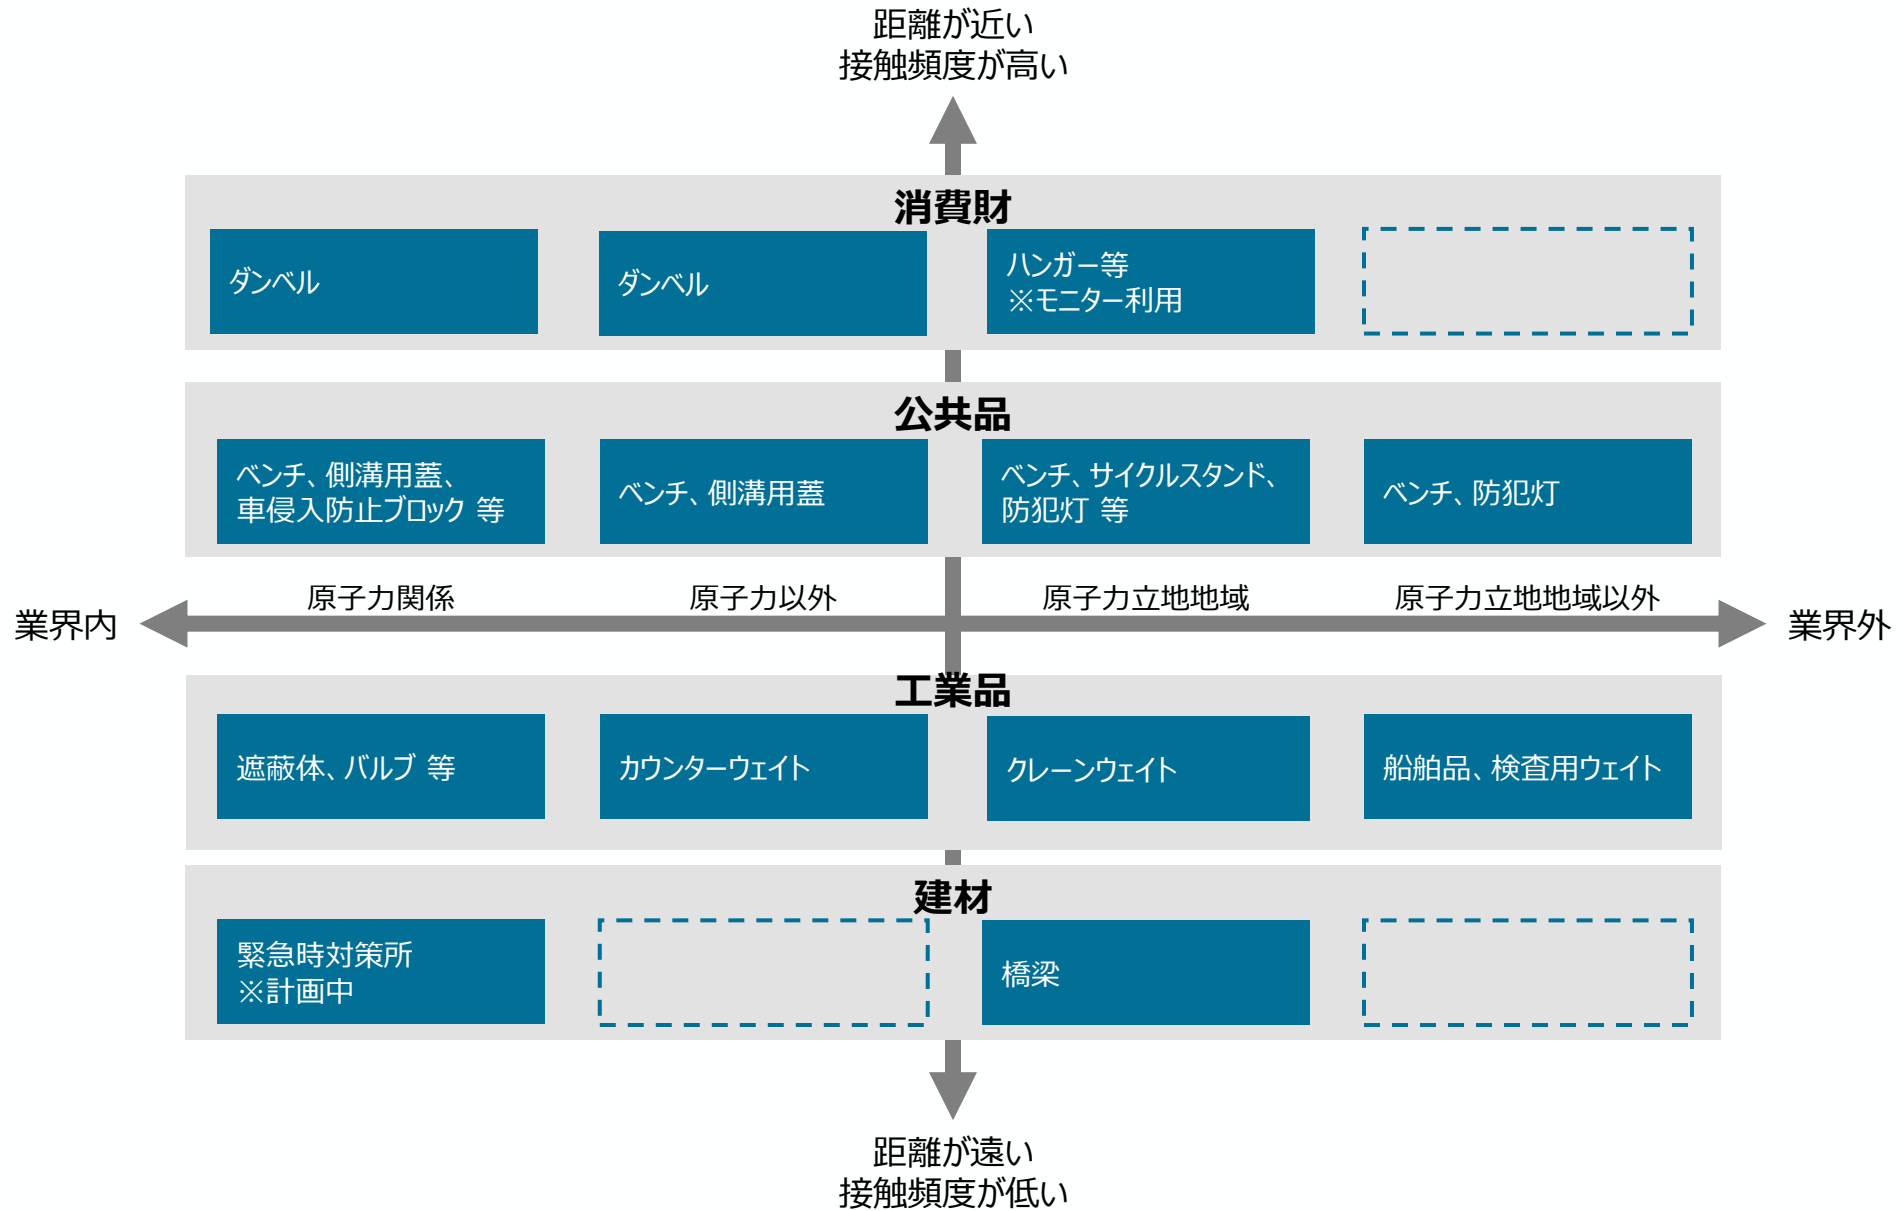 距離が近い
接触頻度が高い
消費財
ダンベル
ダンベル
ハンガー等
※モニター利用
公共品
ベンチ、側溝用蓋、
車侵入防止ブロック 等
ベンチ、側溝用蓋
ベンチ、サイクルスタンド、
防犯灯 等
ベンチ、防犯灯
業界内
原子力関係
原子力以外
原子力立地地域
原子力立地地域以外
業界外
工業品
遮蔽体、バルブ 等
カウンターウェイト
クレーンウェイト
船舶品、検査用ウェイト
建材
緊急時対策所
※計画中
橋梁
距離が遠い
接触頻度が低い